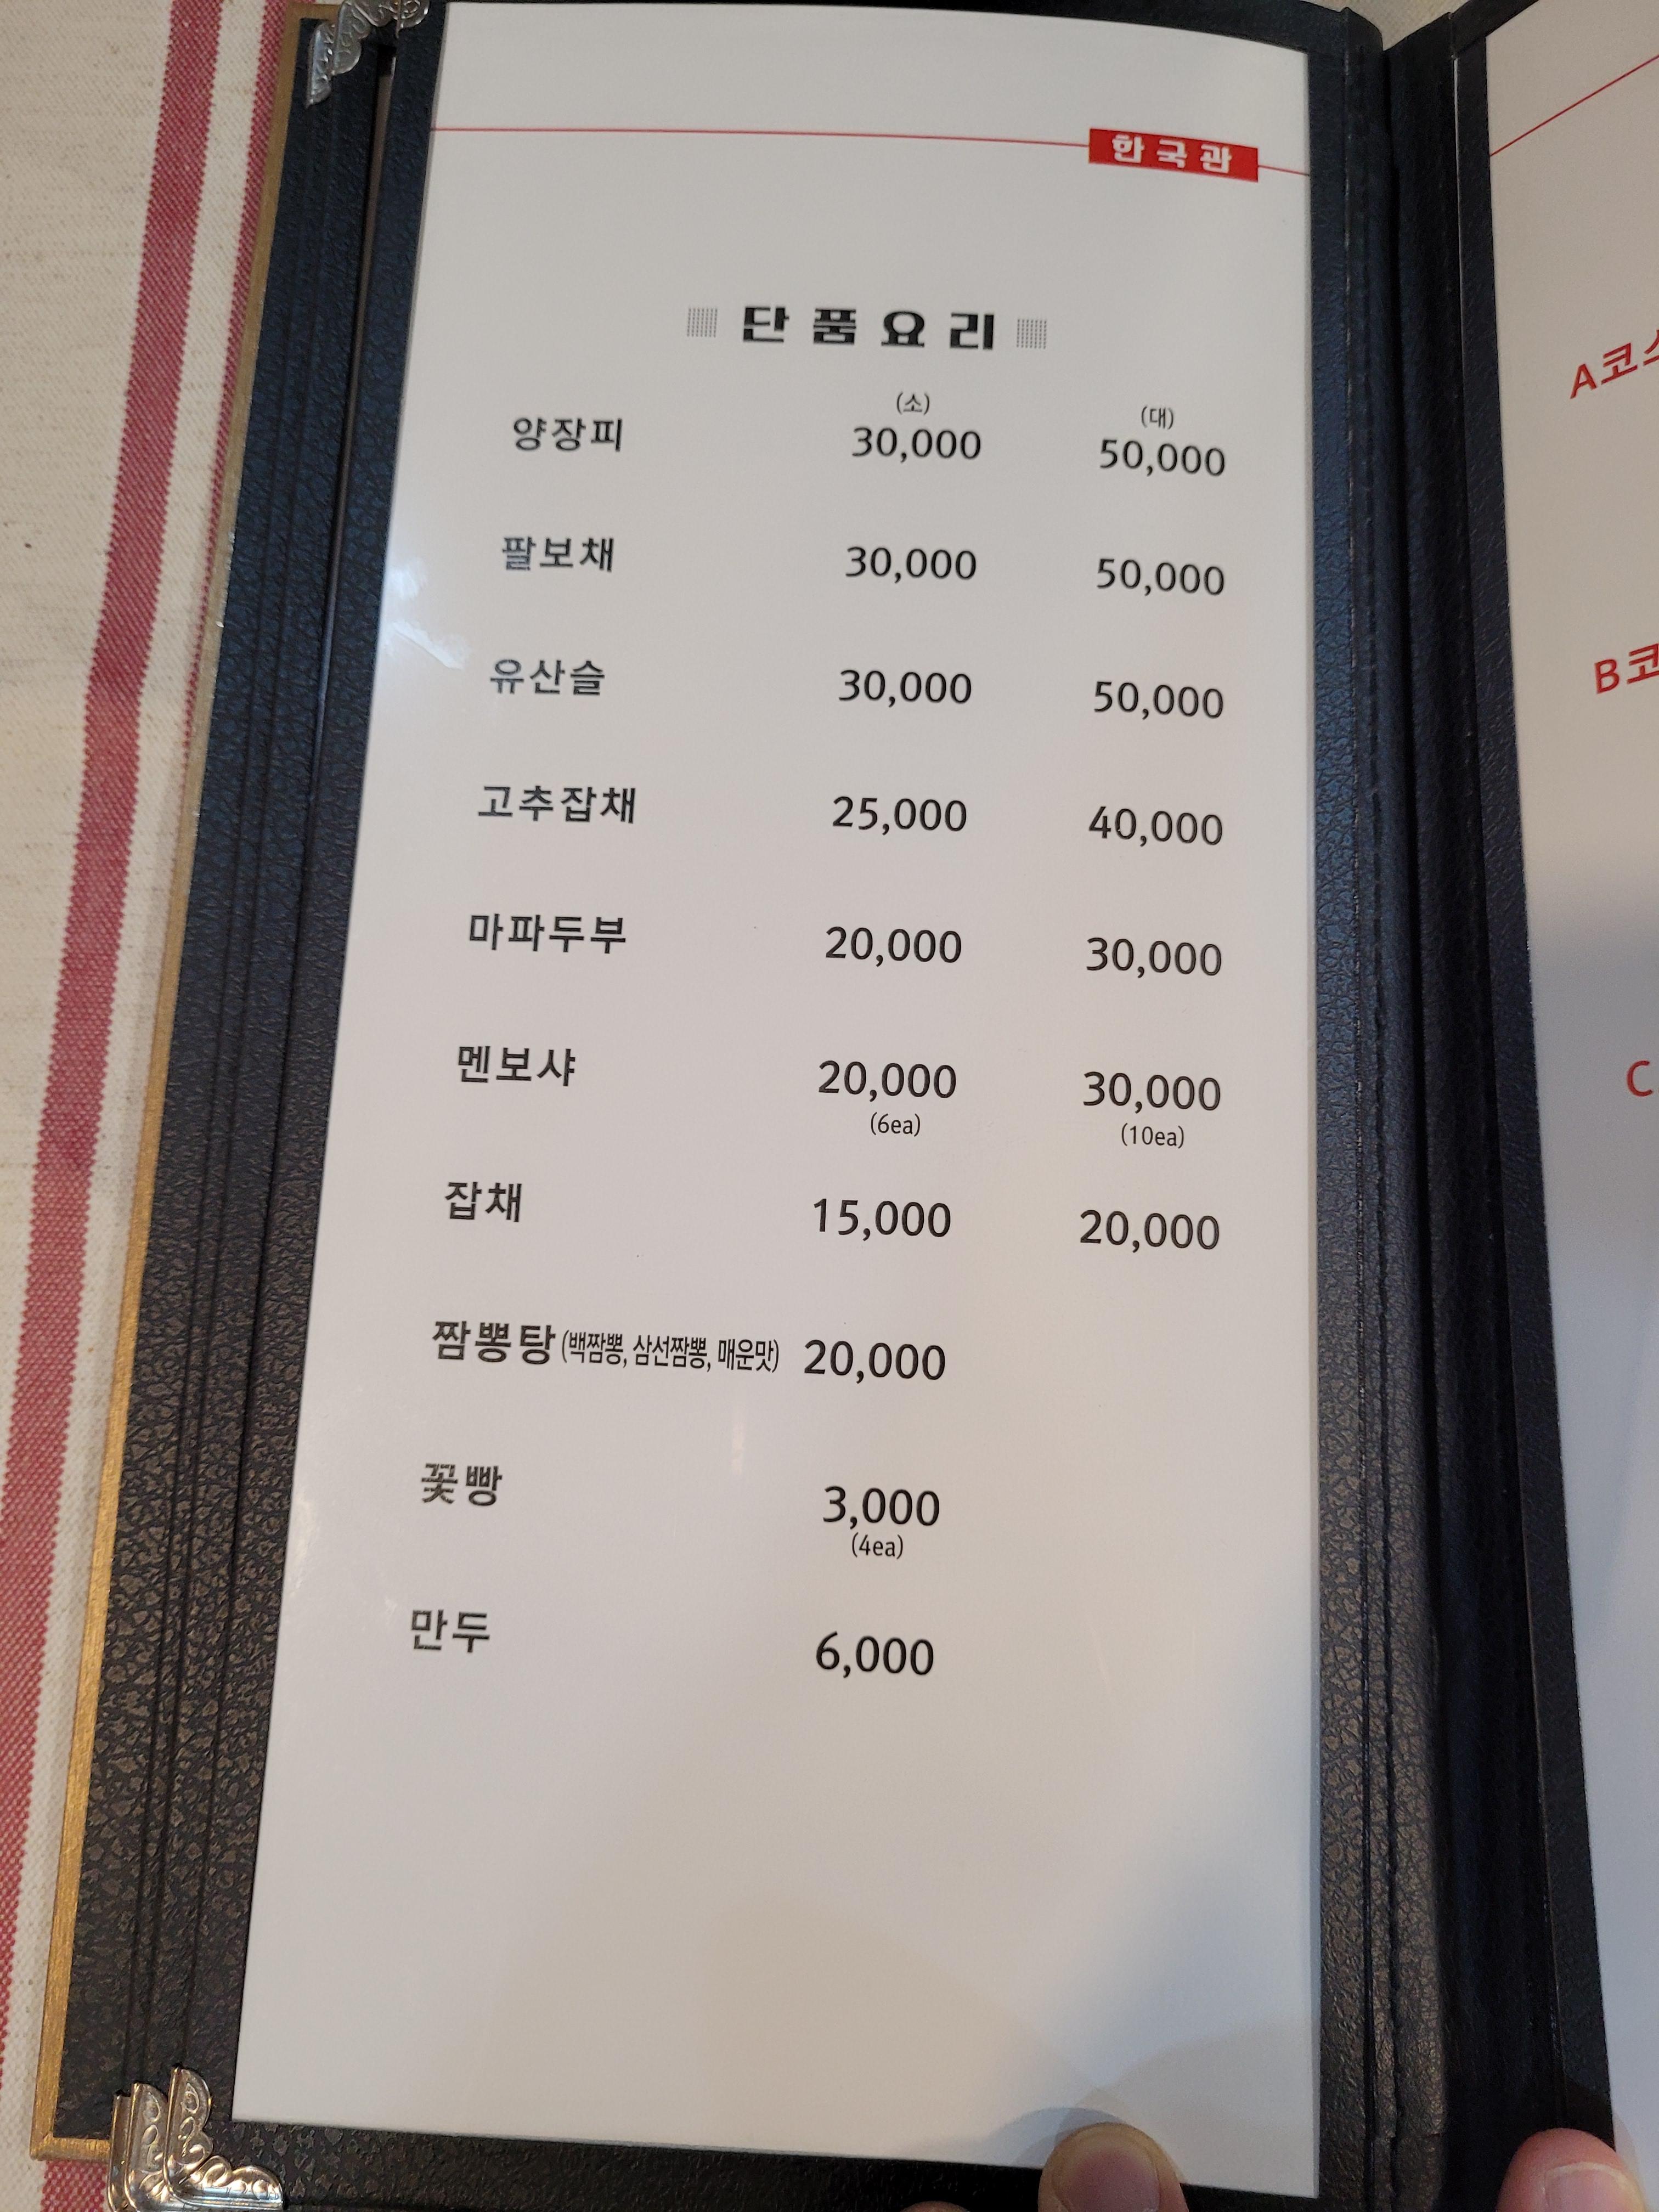 한국관
단품요리
(소) (대)
양장피 30,000 50,000
팔보채 30,000 50,000
유산슬 30,000 50,000
고추잡채 25,000 40,000
마파두부 20,000 30,000
멘보샤 20,000 30,000
(6ea) (10ea)
잡채 15,000 20,000
짬뽕탕 (백짬뽕, 삼선짬뽕, 매운맛) 20,000
꽃빵 3,000
(4ea)
만두 6,000
A코스
B코
C